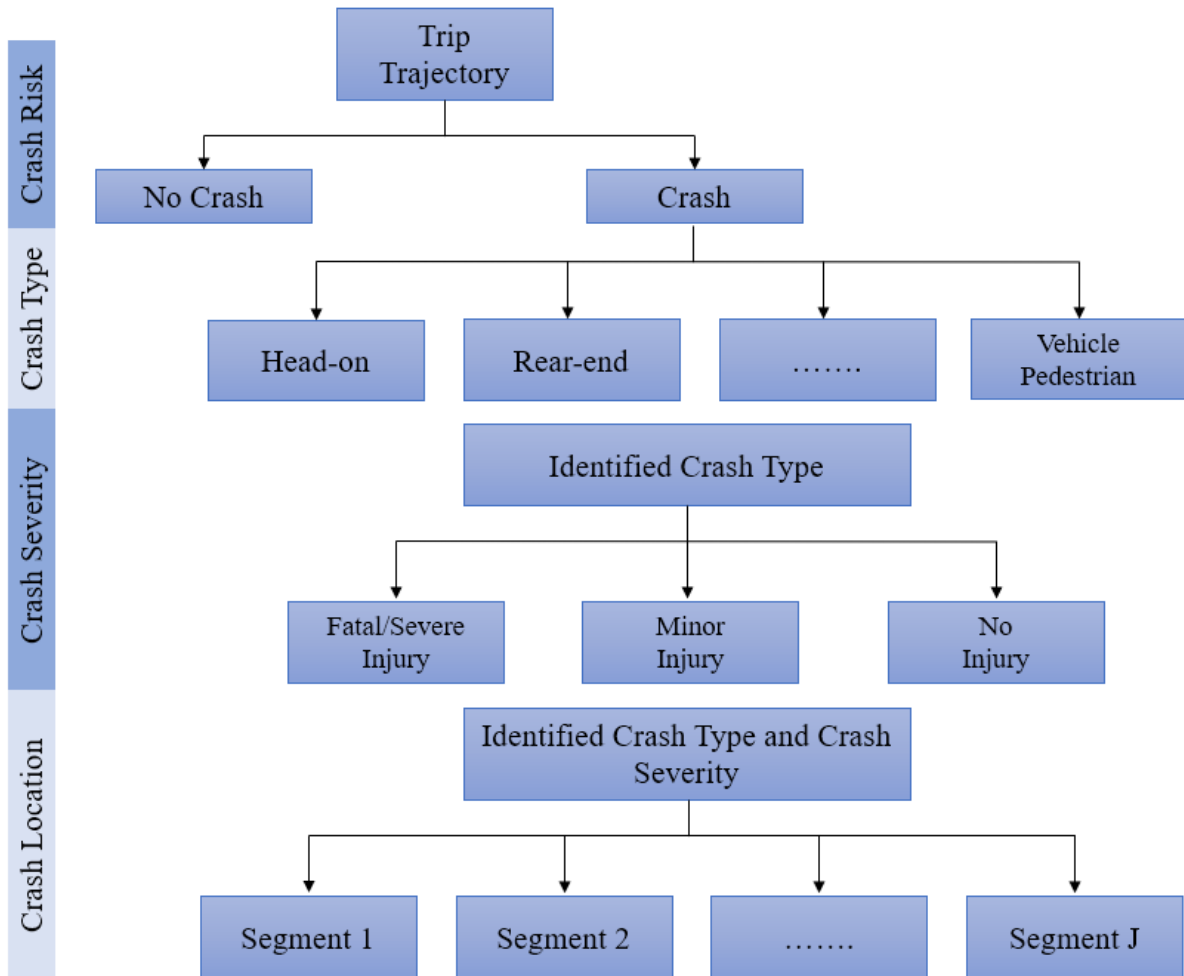 Crash Risk
Trip
Trajectory
No Crash
Crash
Crash Type
Head-on
Rear-end
…….
Vehicle
Pedestrian
Crash Severity
Identified Crash Type
Fatal/Severe
Injury
Minor
Injury
No
Injury
Crash Location
Identified Crash Type and Crash
Severity
Segment 1
Segment 2
…….
Segment J